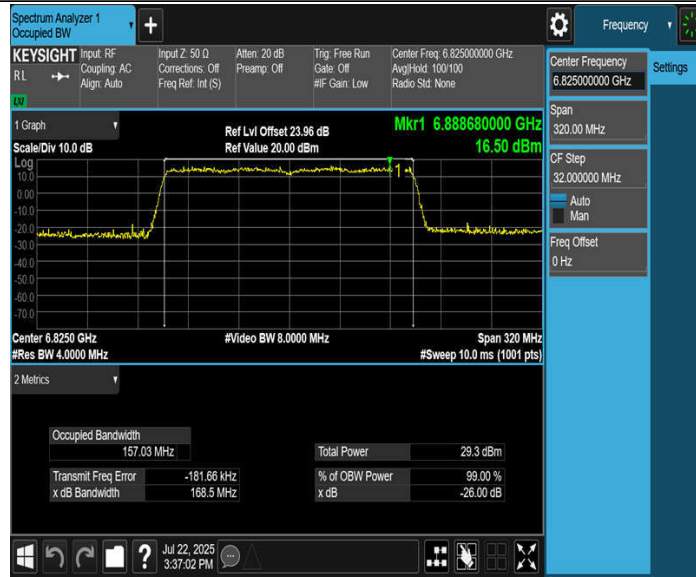 Spectrum Analyzer 1
Occupied BW
Frequency
KEYSIGHT
RL
LXI
Input: RF
Coupling: AC
Align: Auto
Input Z: 50 Ω
Corrections: Off
Freq Ref: Int (S)
Atten: 20 dB
Preamp: Off
Trig: Free Run
Gate: Off
#IF Gain: Low
Center Freq: 6.825000000 GHz
Avg|Hold: 100/100
Radio Std: None
Center Frequency
6.825000000 GHz
Settings
Span
320.00 MHz
CF Step
32.000000 MHz
Auto
Man
Freq Offset
0 Hz
1 Graph
Scale/Div 10.0 dB
Ref Lvl Offset 23.96 dB
Ref Value 20.00 dBm
Mkr1 6.888680000 GHz
16.50 dBm
Log
10.0
0.00
-10.0
-20.0
-30.0
-40.0
-50.0
-60.0
-70.0
1
Center 6.8250 GHz
#Res BW 4.0000 MHz
#Video BW 8.0000 MHz
Span 320 MHz
#Sweep 10.0 ms (1001 pts)
2 Metrics
Occupied Bandwidth
157.03 MHz
Total Power 29.3 dBm
Transmit Freq Error -181.66 kHz
% of OBW Power 99.00 %
x dB Bandwidth 168.5 MHz
x dB -26.00 dB
?
Jul 22, 2025
3:37:02 PM